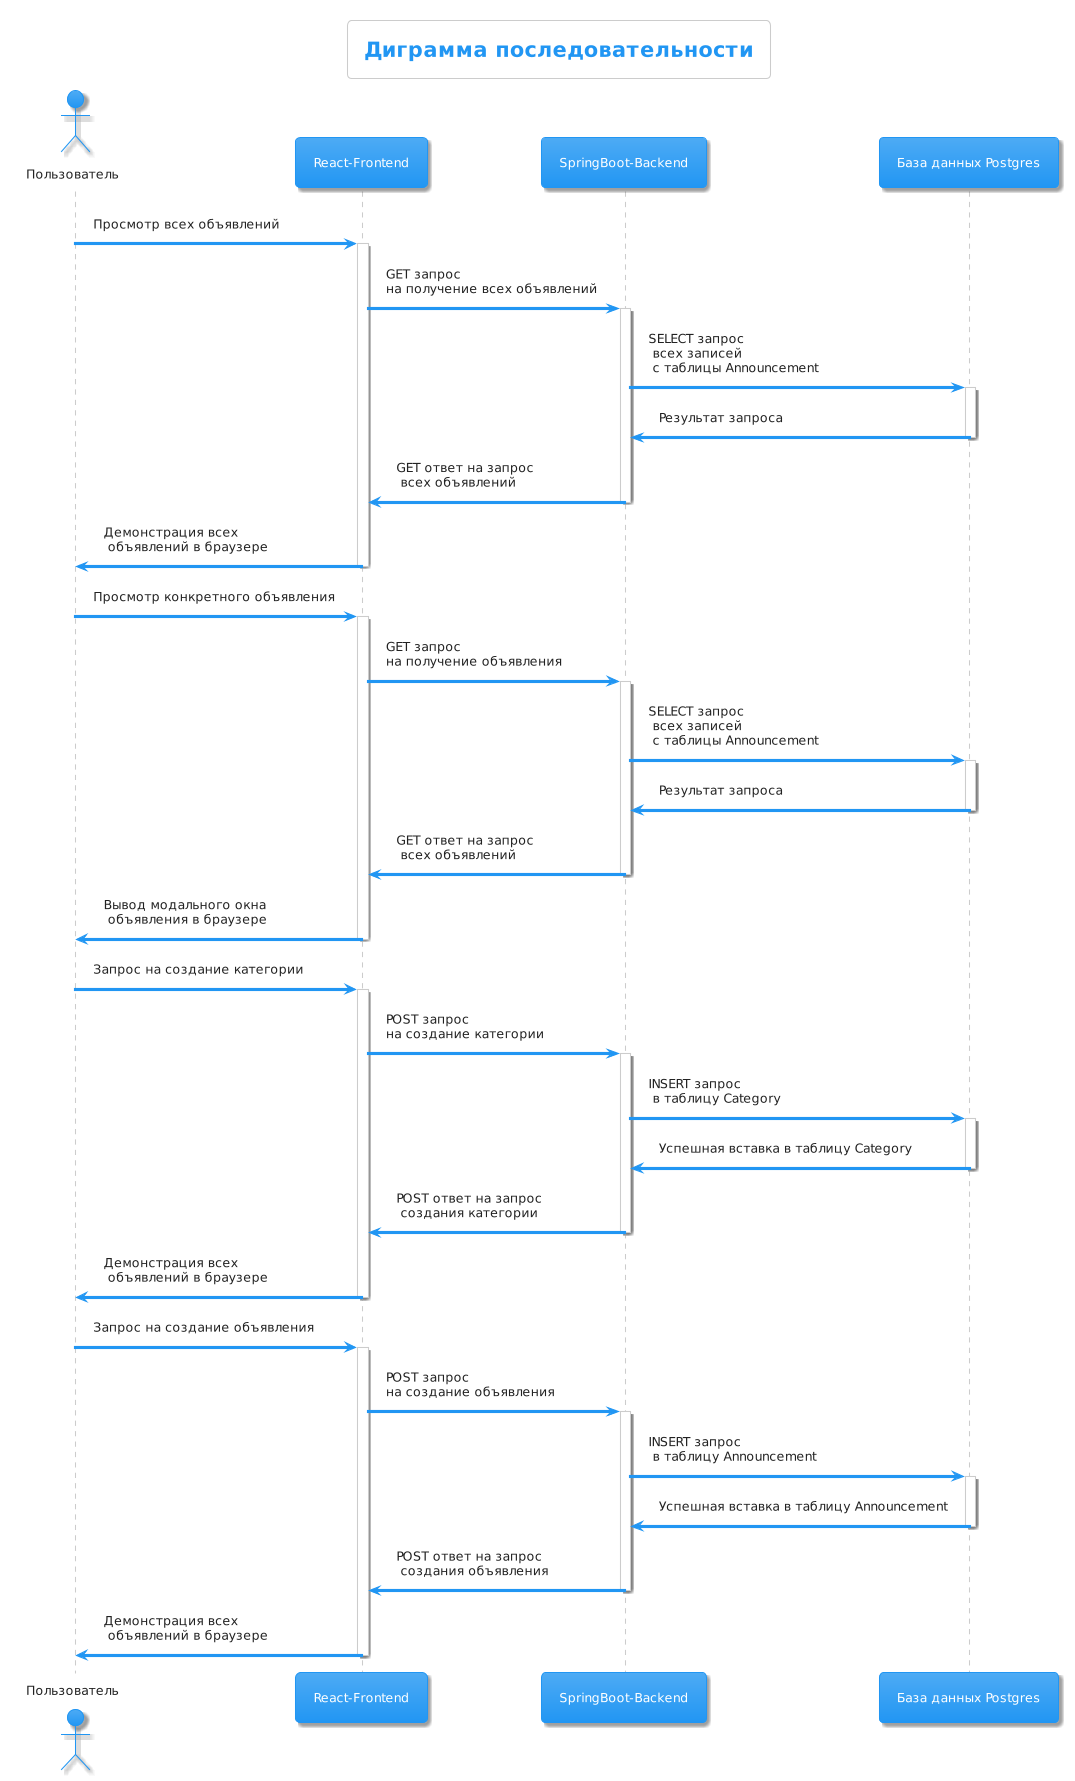 Диграмма последовательности
Пользователь
React-Frontend
SpringBoot-Backend
База данных Postgres
Просмотр всех объявлений
GET запрос
на получение всех объявлений
SELECT запрос
всех записей
с таблицы Announcement
Результат запроса
GET ответ на запрос
всех объявлений
Демонстрация всех
объявлений в браузере
Просмотр конкретного объявления
GET запрос
на получение объявления
SELECT запрос
всех записей
с таблицы Announcement
Результат запроса
GET ответ на запрос
всех объявлений
Вывод модального окна
объявления в браузере
Запрос на создание категории
POST запрос
на создание категории
INSERT запрос
в таблицу Category
Успешная вставка в таблицу Category
POST ответ на запрос
создания категории
Демонстрация всех
объявлений в браузере
Запрос на создание объявления
POST запрос
на создание объявления
INSERT запрос
в таблицу Announcement
Успешная вставка в таблицу Announcement
POST ответ на запрос
создания объявления
Демонстрация всех
объявлений в браузере
Пользователь
React-Frontend
SpringBoot-Backend
База данных Postgres